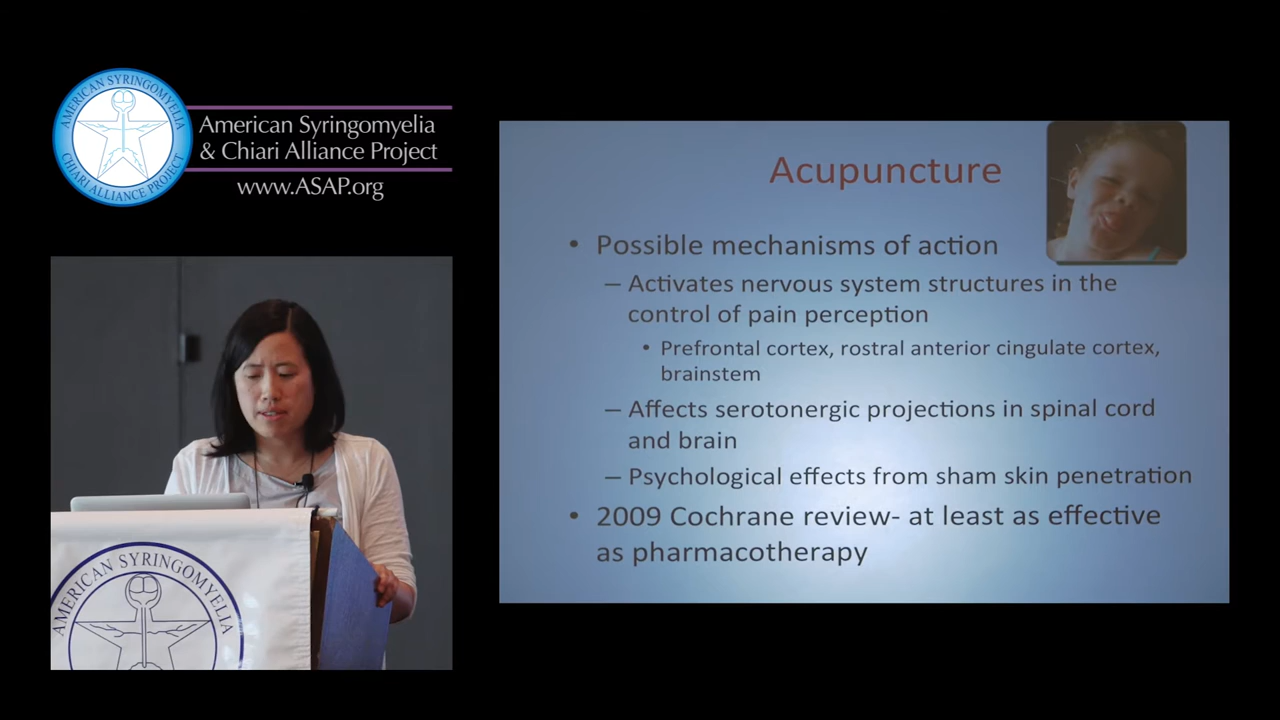 AMERICAN SYRINGOMYELIA
CHIARI ALLIANCE PROJECT
American Syringomyelia
& Chiari Alliance Project
www.ASAP.org
Acupuncture
• Possible mechanisms of action
– Activates nervous system structures in the
control of pain perception
• Prefrontal cortex, rostral anterior cingulate cortex,
brainstem
– Affects serotonergic projections in spinal cord
and brain
– Psychological effects from sham skin penetration
• 2009 Cochrane review- at least as effective
as pharmacotherapy
AMERICAN SYRINGOMYELIA